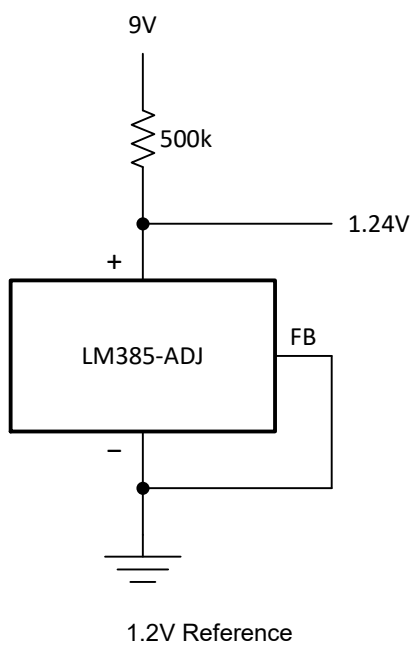 9V
500k
1.24V
+
LM385-ADJ
FB
−
1.2V Reference